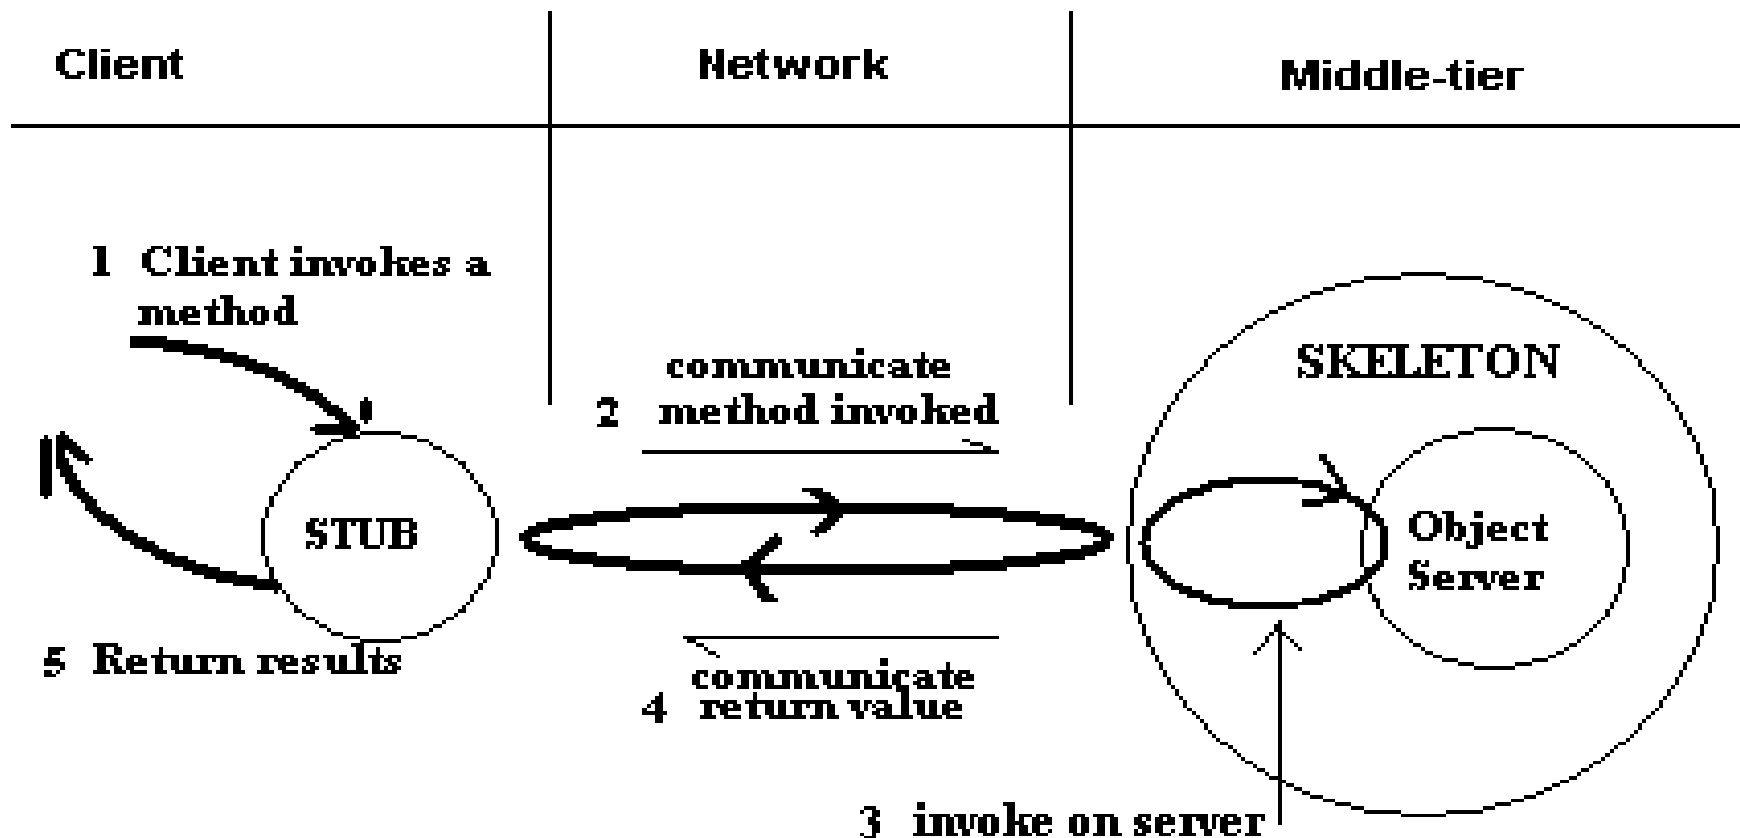 Client
Network
Middle-tier
1 Client invokes a
method
communicate
2 method invoked
SKELETON
STUB
Object
Server
5 Return results
communicate
4 return value
3 invoke on server